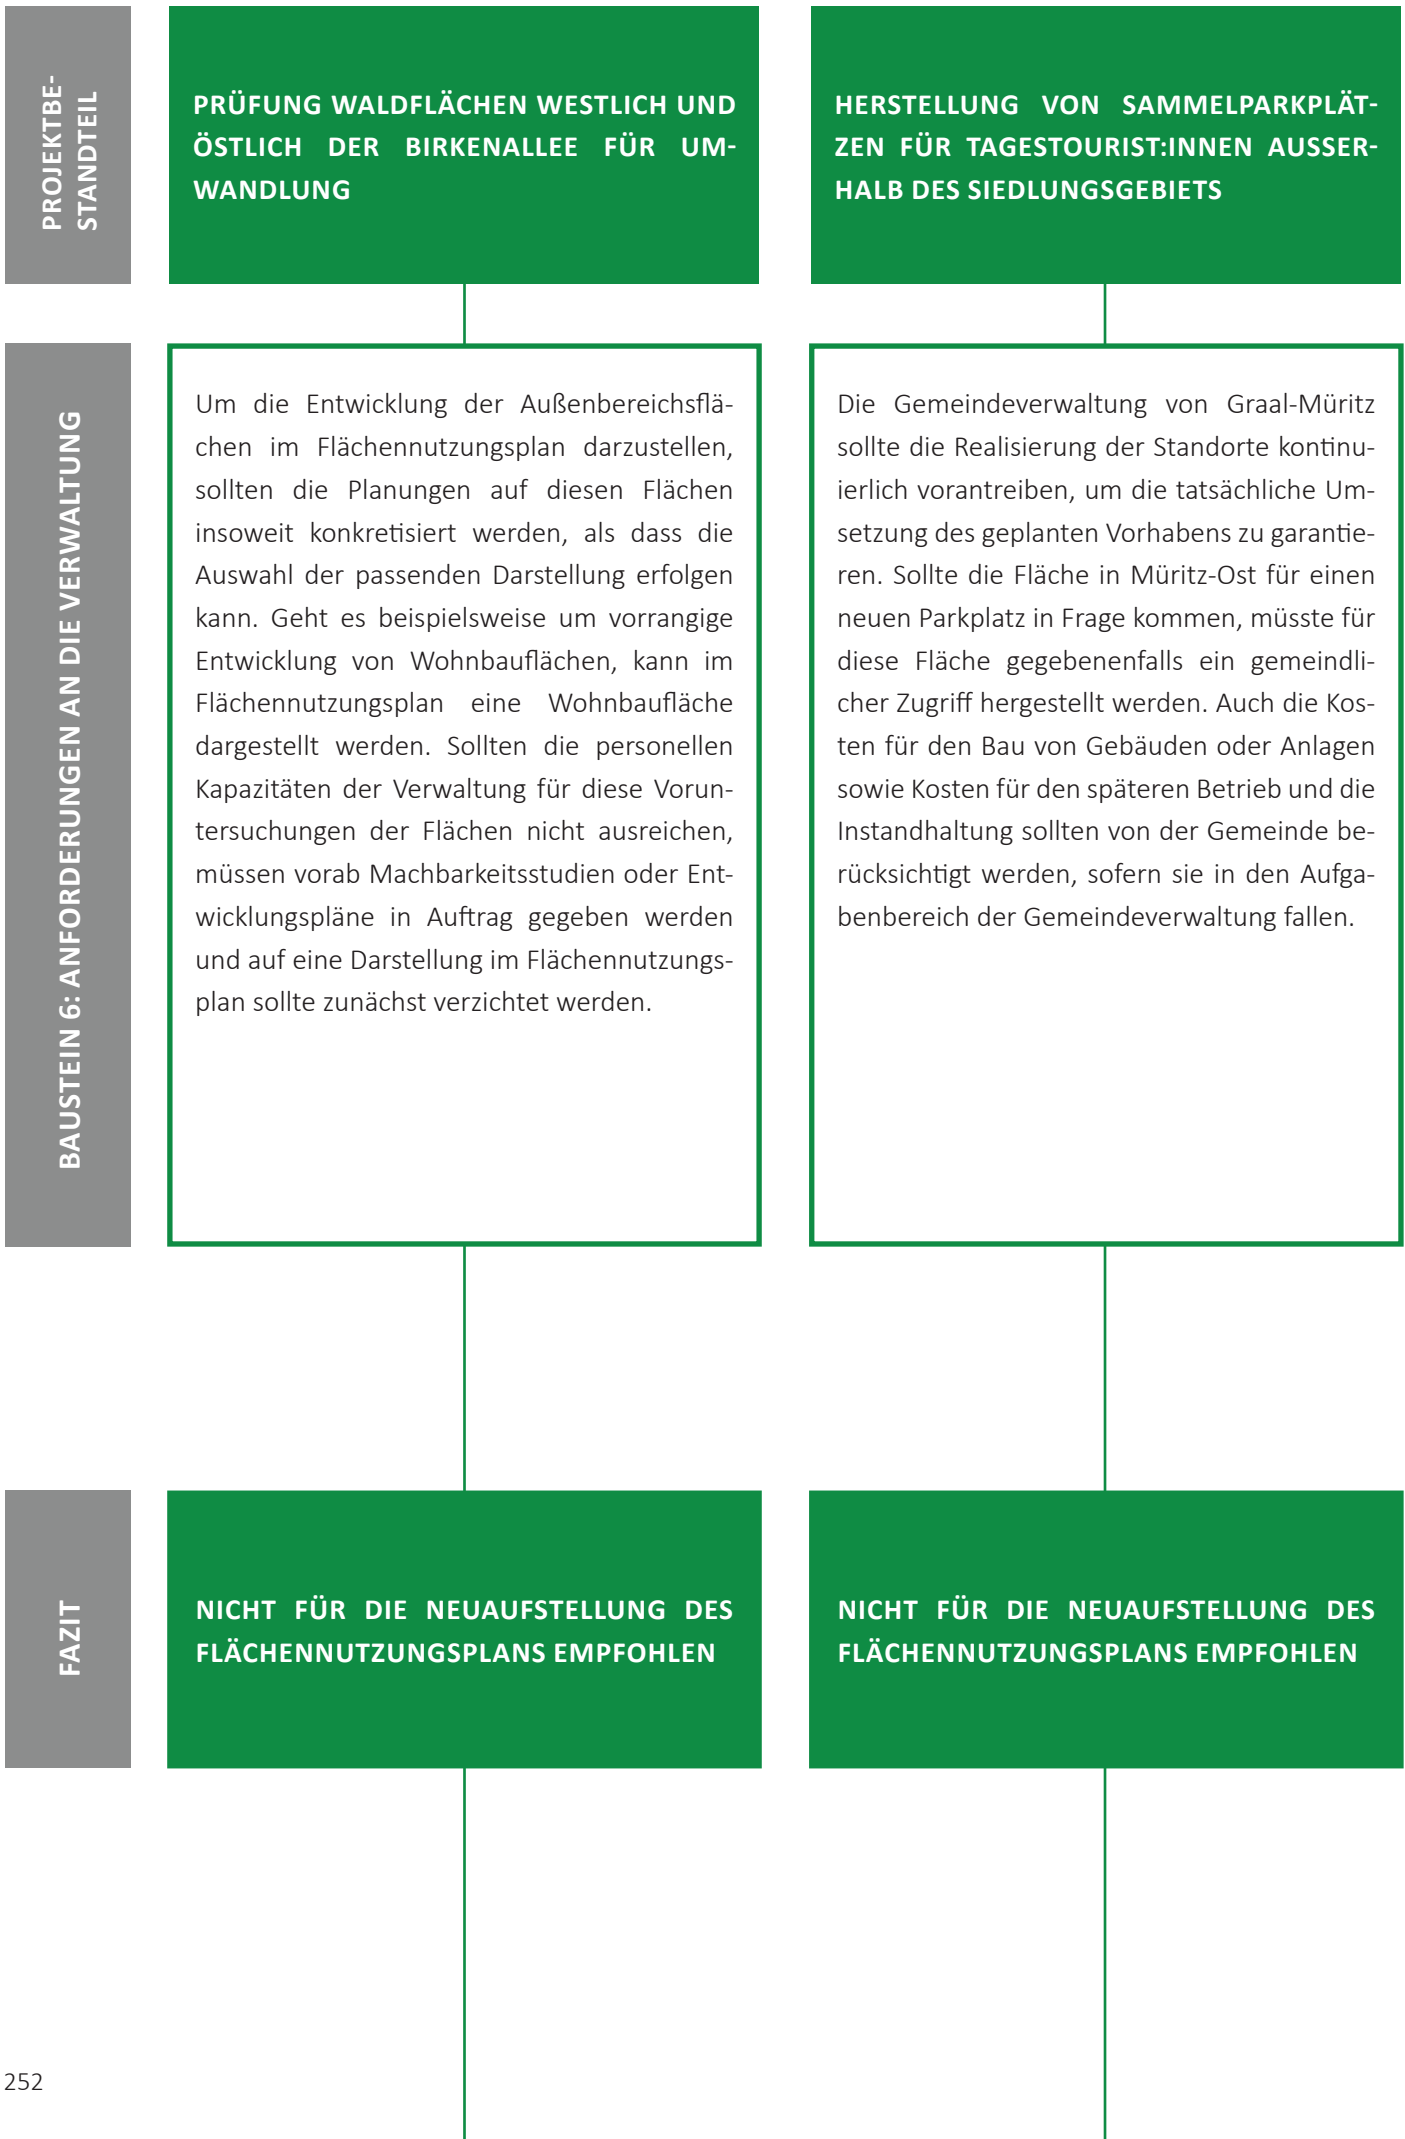 PROJEKTBE-
STANDTEIL
PRÜFUNG WALDFLÄCHEN WESTLICH UND
ÖSTLICH DER BIRKENALLEE FÜR UM-
WANDLUNG
HERSTELLUNG VON SAMMELPARKPLÄT-
ZEN FÜR TAGESTOURIST:INNEN AUSSER-
HALB DES SIEDLUNGSGEBIETS
BAUSTEIN 6: ANFORDERUNGEN AN DIE VERWALTUNG
Um die Entwicklung der Außenbereichsflä-
chen im Flächennutzungsplan darzustellen,
sollten die Planungen auf diesen Flächen
insoweit konkretisiert werden, als dass die
Auswahl der passenden Darstellung erfolgen
kann. Geht es beispielsweise um vorrangige
Entwicklung von Wohnbauflächen, kann im
Flächennutzungsplan eine Wohnbaufläche
dargestellt werden. Sollten die personellen
Kapazitäten der Verwaltung für diese Vorun-
tersuchungen der Flächen nicht ausreichen,
müssen vorab Machbarkeitsstudien oder Ent-
wicklungspläne in Auftrag gegeben werden
und auf eine Darstellung im Flächennutzungs-
plan sollte zunächst verzichtet werden.
Die Gemeindeverwaltung von Graal-Müritz
sollte die Realisierung der Standorte kontinu-
ierlich vorantreiben, um die tatsächliche Um-
setzung des geplanten Vorhabens zu garantie-
ren. Sollte die Fläche in Müritz-Ost für einen
neuen Parkplatz in Frage kommen, müsste für
diese Fläche gegebenenfalls ein gemeindli-
cher Zugriff hergestellt werden. Auch die Kos-
ten für den Bau von Gebäuden oder Anlagen
sowie Kosten für den späteren Betrieb und die
Instandhaltung sollten von der Gemeinde be-
rücksichtigt werden, sofern sie in den Aufga-
benbereich der Gemeindeverwaltung fallen.
FAZIT
NICHT FÜR DIE NEUAUFSTELLUNG DES
FLÄCHENNUTZUNGSPLANS EMPFOHLEN
NICHT FÜR DIE NEUAUFSTELLUNG DES
FLÄCHENNUTZUNGSPLANS EMPFOHLEN
252